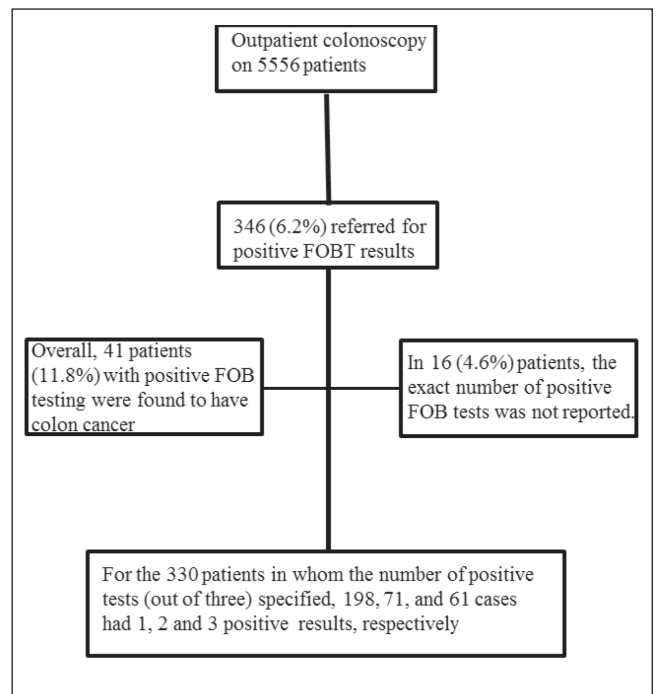 Outpatient colonoscopy
on 5556 patients
346 (6.2%) referred for
positive FOBT results
Overall, 41 patients
(11.8%) with positive FOB
testing were found to have
colon cancer
In 16 (4.6%) patients, the
exact number of positive
FOB tests was not reported.
For the 330 patients in whom the number of positive
tests (out of three) specified, 198, 71, and 61 cases
had 1, 2 and 3 positive results, respectively